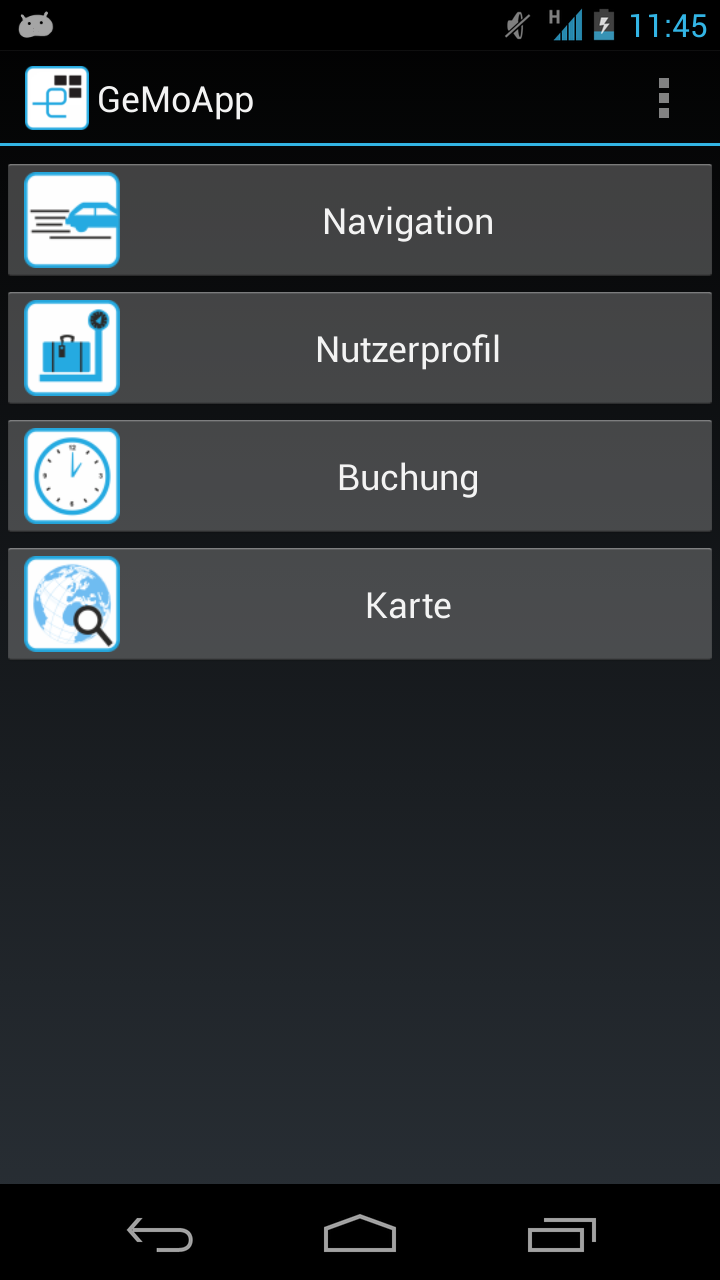 H 11:45
GeMoApp
Navigation
Nutzerprofil
Buchung
Karte